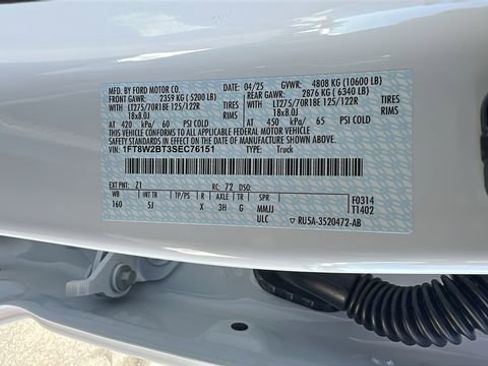 MFD. BY FORD MOTOR CO. 04/25 GVWR: 4808 KG (10600 LB)
FRONT GAWR: 2359 KG (5200 LB) REAR GAWR: 2876 KG (6340 LB)
LT275/70R18E 125/122R TIRES LT275/70R18E 125/122R TIRES
18x8.0J RIMS 18x8.0J RIMS
AT 420 kPa/ 60 PSI COLD AT 450 kPa/ 65 PSI COLD
THIS VEHICLE CONFORMS TO ALL APPLICABLE FEDERAL MOTOR VEHICLE SAFETY STANDARDS IN EFFECT ON THE DATE OF MANUFACTURE SHOWN ABOVE.
VIN: 1FT8W2BT3SEC76151 TYPE: Truck
EXT PNT: Z1 RC: 72 DSO:
WB INT TR TP/PS R AXLE TR SPR F0314
160 5J X 3H G MMJJ T1402
ULC ▽ RU5A-3520472-AB